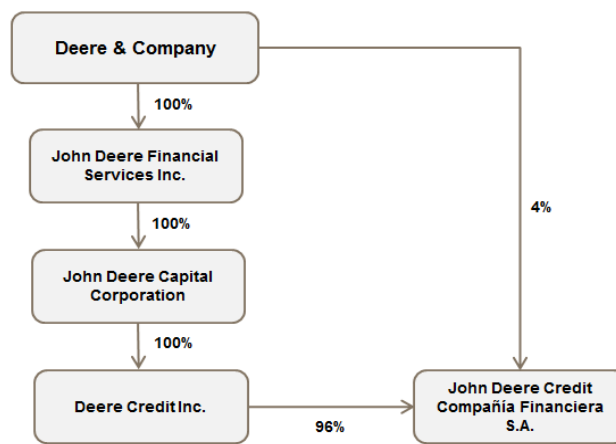 Deere & Company
100%
John Deere Financial
Services Inc.
100%
4%
John Deere Capital
Corporation
100%
Deere Credit Inc.
96%
John Deere Credit
Compañía Financiera
S.A.